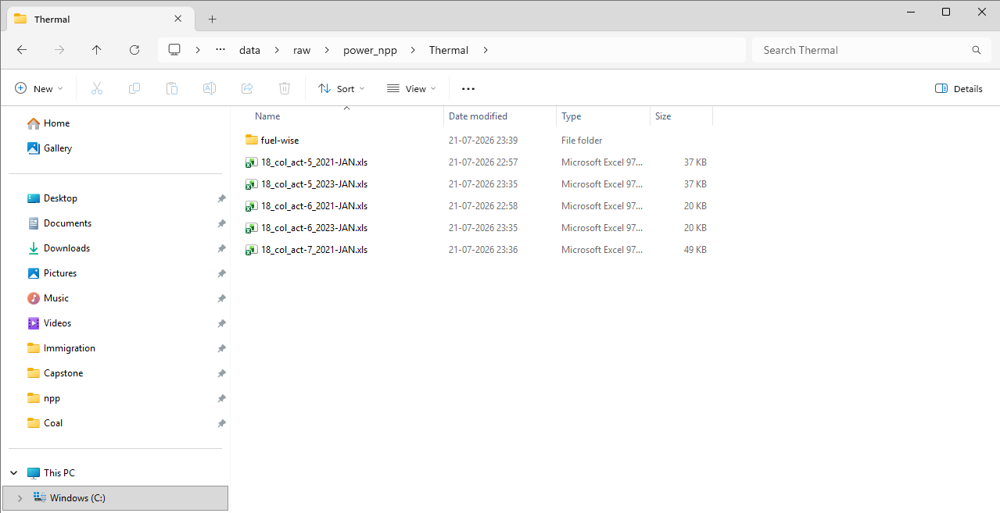 Thermal
data raw power_npp Thermal
Search Thermal
New Sort View Details
Name Date modified Type Size
fuel-wise 21-07-2026 23:39 File folder
18_col_act-5_2021-JAN.xls 21-07-2026 22:57 Microsoft Excel 97... 37 KB
18_col_act-5_2023-JAN.xls 21-07-2026 23:35 Microsoft Excel 97... 37 KB
18_col_act-6_2021-JAN.xls 21-07-2026 22:58 Microsoft Excel 97... 20 KB
18_col_act-6_2023-JAN.xls 21-07-2026 23:35 Microsoft Excel 97... 20 KB
18_col_act-7_2021-JAN.xls 21-07-2026 23:36 Microsoft Excel 97... 49 KB
Home
Gallery
Desktop
Documents
Downloads
Pictures
Music
Videos
Immigration
Capstone
npp
Coal
This PC
Windows (C:)